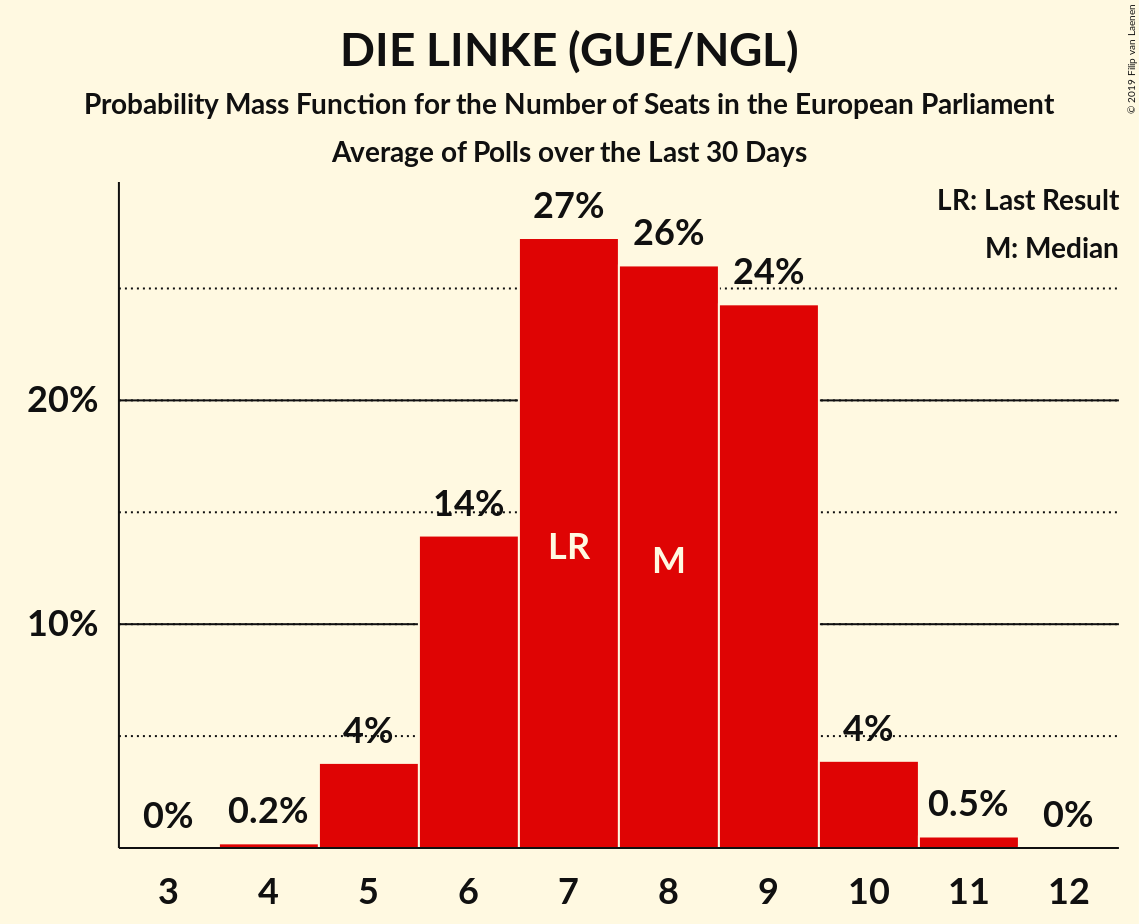 DIE LINKE (GUE/NGL)
Probability Mass Function for the Number of Seats in the European Parliament
Average of Polls over the Last 30 Days
© 2019 Filip van Laenen
LR: Last Result
M: Median
27%
26%
24%
20%
14%
LR
M
10%
4%
4%
0%
0.2%
0.5%
0%
3 4 5 6 7 8 9 10 11 12